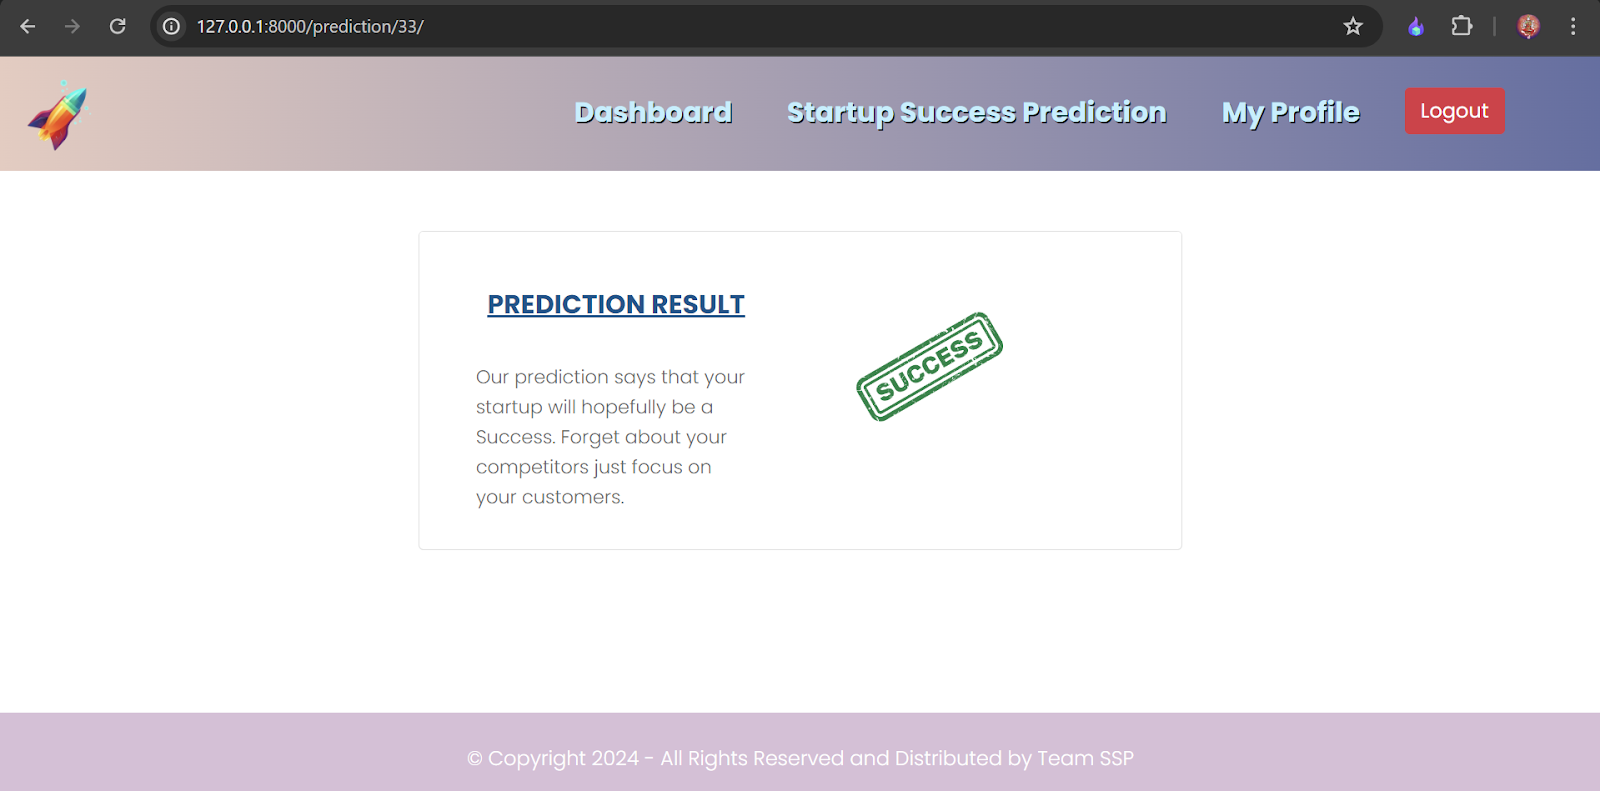 127.0.0.1:8000/prediction/33/
Dashboard
Startup Success Prediction
My Profile
Logout
PREDICTION RESULT
Our prediction says that your
startup will hopefully be a
Success. Forget about your
competitors just focus on
your customers.
SUCCESS
© Copyright 2024 - All Rights Reserved and Distributed by Team SSP